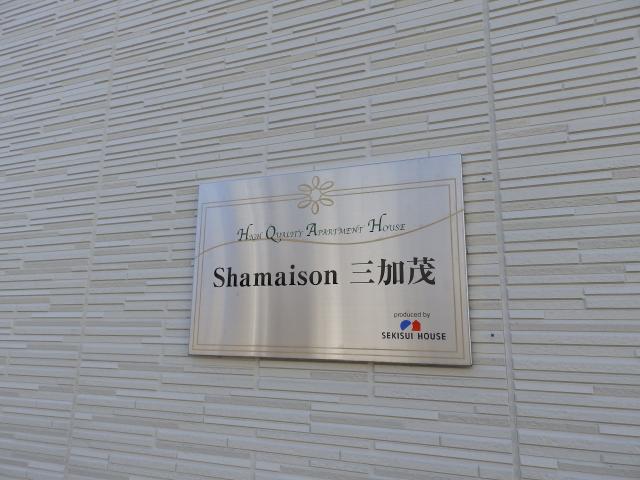 High Quality Apartment House
Shamaison 三加茂
produced by
SEKISUI HOUSE